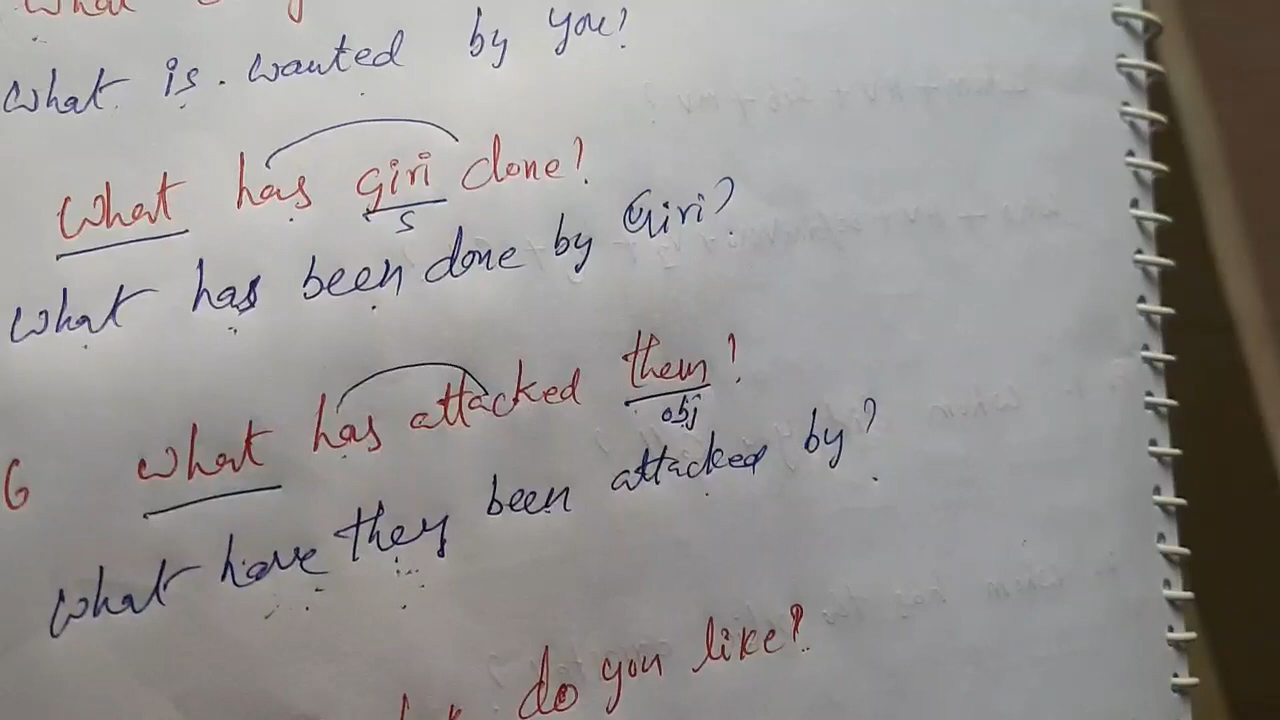 What
What is wanted by you?
What has giri done?
S
What has been done by Giri?
6 What has attacked them?
obj
What have they been attacked by?
do you like?